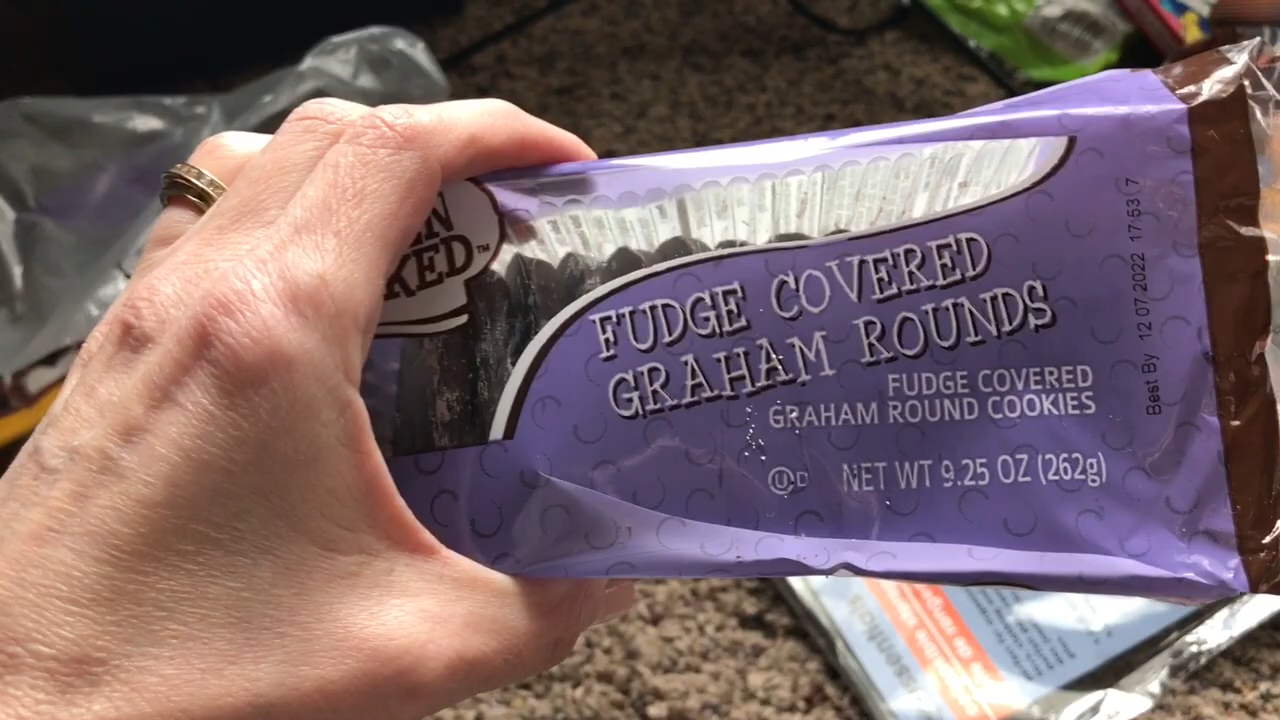 FUDGE COVERED
GRAHAM ROUNDS
FUDGE COVERED
GRAHAM ROUND COOKIES
UD NET WT 9.25 OZ (262g)
Best By 12 07 2022 17:53 7